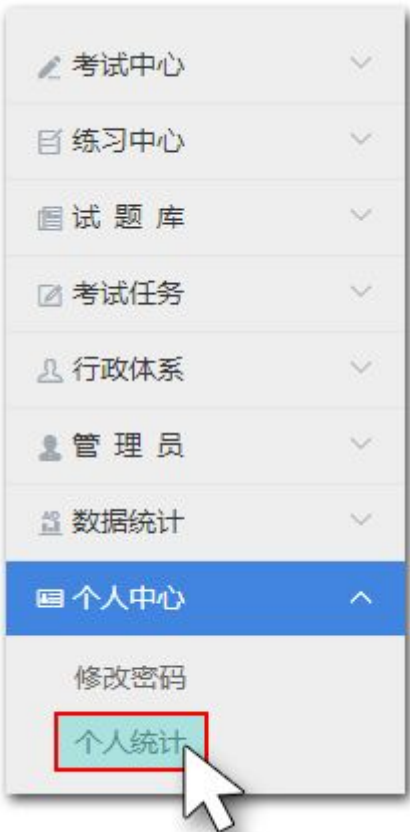 考试中心
练习中心
试 题 库
考试任务
行政体系
管 理 员
数据统计
个人中心
修改密码
个人统计